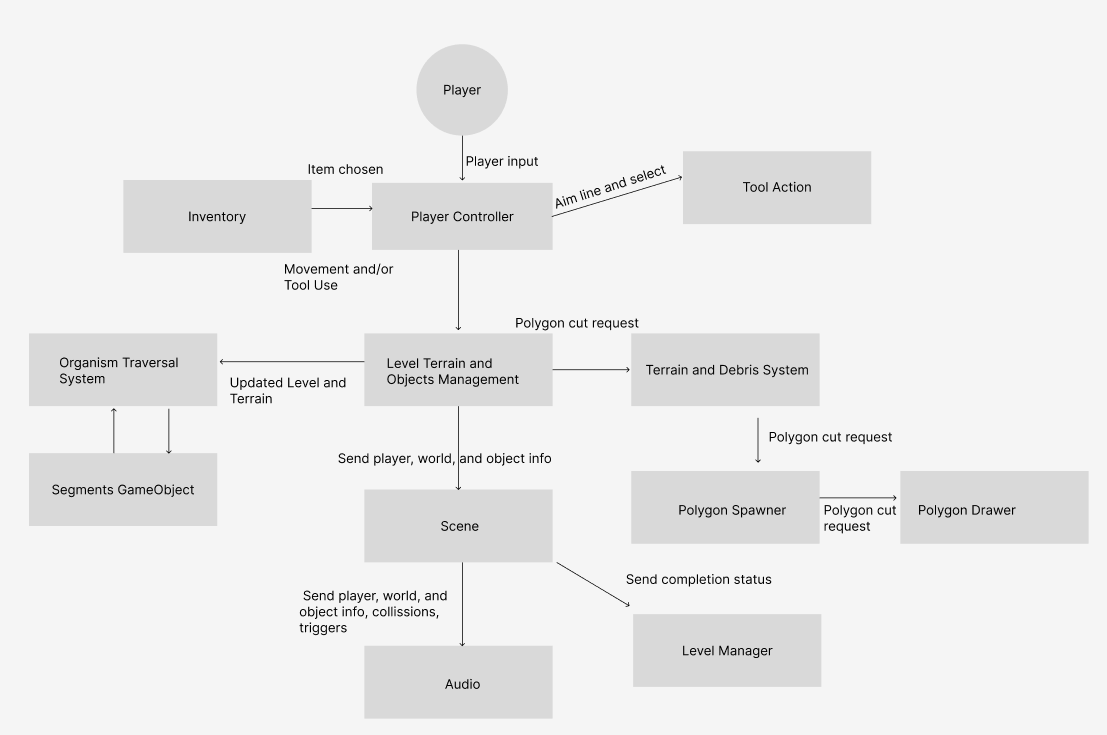 Player
Player input
Item chosen
Aim line and select
Tool Action
Inventory
Player Controller
Movement and/or
Tool Use
Polygon cut request
Organism Traversal
System
Level Terrain and
Objects Management
Terrain and Debris System
Updated Level and
Terrain
Polygon cut request
Send player, world, and object info
Segments GameObject
Polygon Spawner
Polygon cut
request
Polygon Drawer
Scene
Send completion status
Send player, world, and
object info, collissions,
triggers
Level Manager
Audio